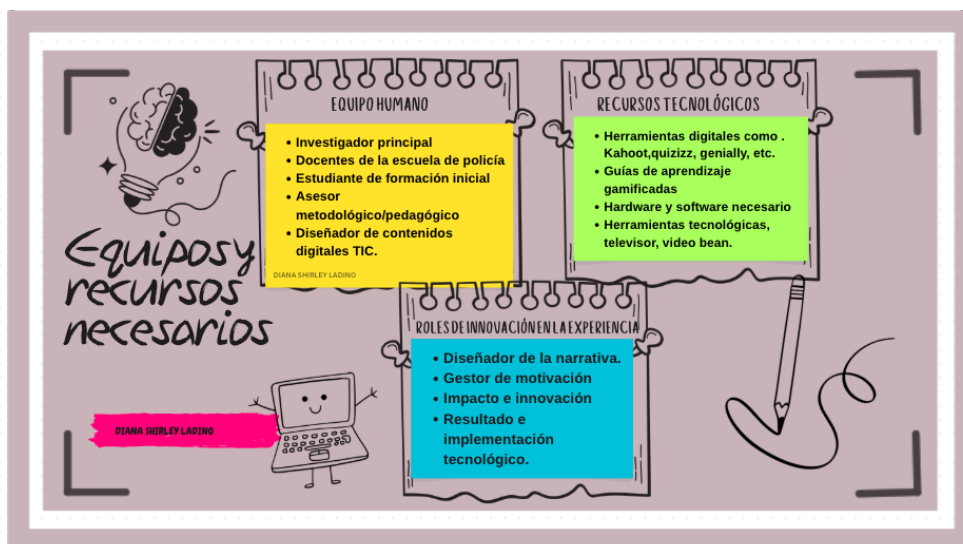 Equipos y
recursos
necesarios
DIANA SHIRLEY LADINO
EQUIPO HUMANO
Investigador principal
Docentes de la escuela de policía
Estudiante de formación inicial
Asesor
metodológico/pedagógico
Diseñador de contenidos
digitales TIC.
DIANA SHIRLEY LADINO
RECURSOS TECNOLÓGICOS
Herramientas digitales como .
Kahoot,quizizz, genially, etc.
Guías de aprendizaje
gamificadas
Hardware y software necesario
Herramientas tecnológicas,
televisor, video bean.
ROLES DE INNOVACIÓN EN LA EXPERIENCIA
Diseñador de la narrativa.
Gestor de motivación
Impacto e innovación
Resultado e
implementación
tecnológico.